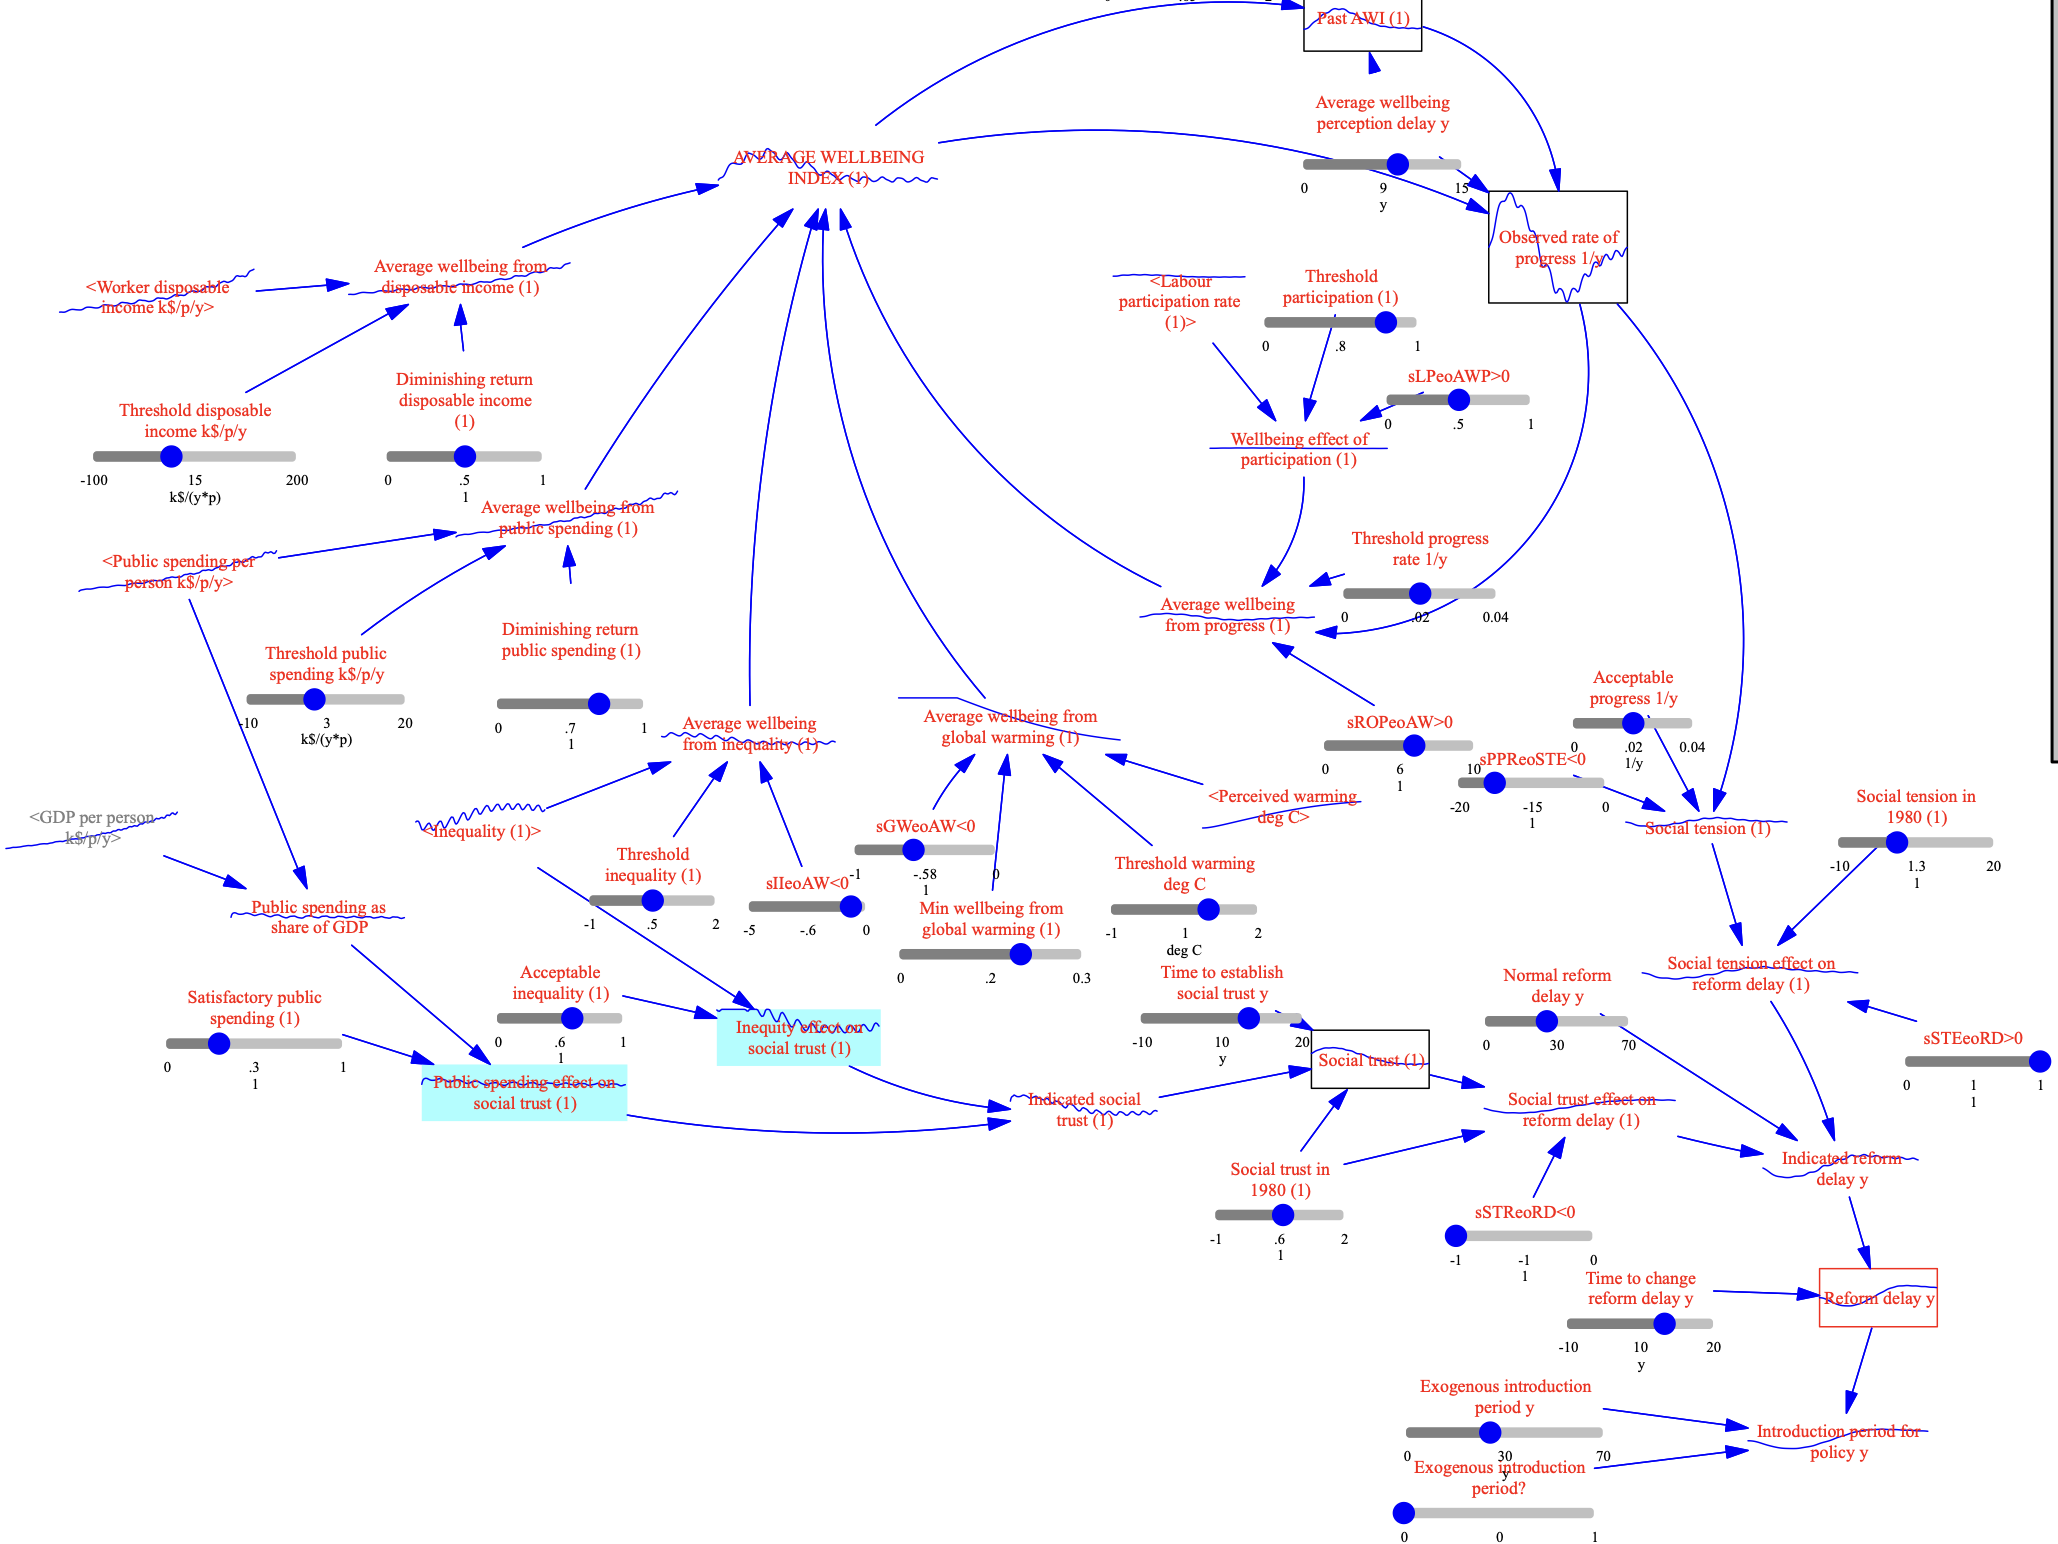 Past AWI (1)
Average wellbeing
perception delay y
0 9 15
y
AVERAGE WELLBEING
INDEX (1)
Observed rate of
progress 1/y
<Worker disposable
income k$/p/y>
Average wellbeing from
disposable income (1)
<Labour
participation rate
(1)>
Threshold
participation (1)
0 .8 1
sLPeoAWP>0
0 .5 1
Threshold disposable
income k$/p/y
-100 15 200
k$/(y*p)
Diminishing return
disposable income
(1)
0 .5 1
1
Wellbeing effect of
participation (1)
Average wellbeing from
public spending (1)
<Public spending per
person k$/p/y>
Threshold progress
rate 1/y
0 .02 0.04
Average wellbeing
from progress (1)
Threshold public
spending k$/p/y
-10 3 20
k$/(y*p)
Diminishing return
public spending (1)
0 .7 1
1
Average wellbeing
from inequality (1)
Average wellbeing from
global warming (1)
sROPeoAW>0
0 6 10
1
Acceptable
progress 1/y
0 .02 0.04
1/y
sPPReoSTE<0
-20 -15 0
1
<Perceived warming
deg C>
Social tension (1)
Social tension in
1980 (1)
-10 1.3 20
1
<GDP per person
k$/p/y>
<Inequality (1)>
Threshold
inequality (1)
-1 .5 2
sIIeoAW<0
-5 -.6 0
sGWeoAW<0
-1 -.58 0
1
Min wellbeing from
global warming (1)
0 .2 0.3
Threshold warming
deg C
-1 1 2
deg C
Public spending as
share of GDP
Social tension effect on
reform delay (1)
Satisfactory public
spending (1)
0 .3 1
1
Acceptable
inequality (1)
0 .6 1
1
Inequity effect on
social trust (1)
Time to establish
social trust y
-10 10 20
y
Normal reform
delay y
0 30 70
sSTEeoRD>0
0 1 1
1
Public spending effect on
social trust (1)
Indicated social
trust (1)
Social trust (1)
Social trust effect on
reform delay (1)
Social trust in
1980 (1)
-1 .6 2
1
sSTReoRD<0
-1 -1 0
1
Indicated reform
delay y
Time to change
reform delay y
-10 10 20
y
Reform delay y
Exogenous introduction
period y
0 30 70
y
Introduction period for
policy y
Exogenous introduction
period?
0 0 1